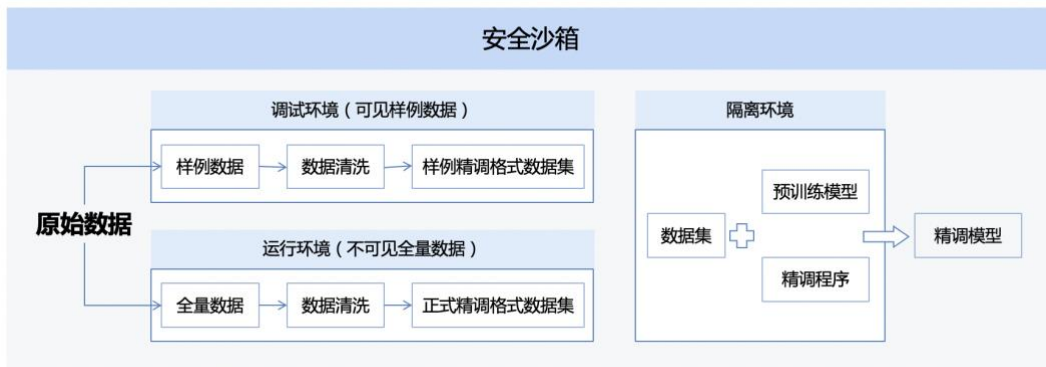 安全沙箱
调试环境（可见样例数据）
样例数据
数据清洗
样例精调格式数据集
原始数据
运行环境（不可见全量数据）
全量数据
数据清洗
正式精调格式数据集
隔离环境
数据集
预训练模型
精调程序
精调模型